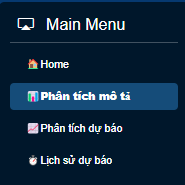 Main Menu
Home
Phân tích mô tả
Phân tích dự báo
Lịch sử dự báo